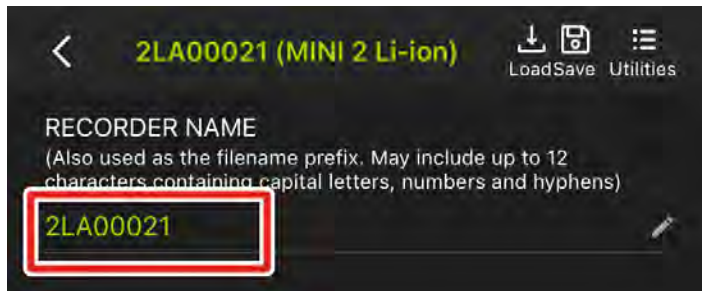 2LA00021 (MINI 2 Li-ion)
Load Save Utilities
RECORDER NAME
(Also used as the filename prefix. May include up to 12
characters containing capital letters, numbers and hyphens)
2LA00021